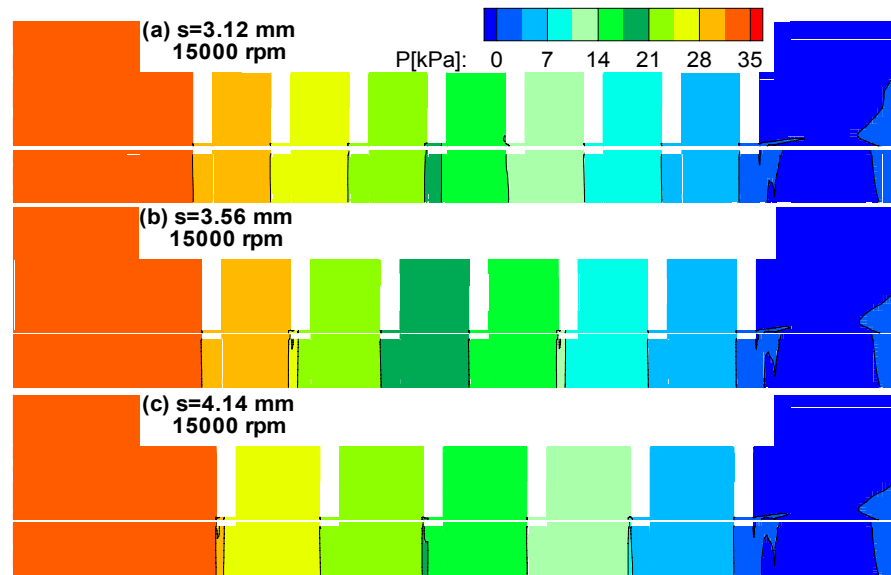 (a) s=3.12 mm
15000 rpm
P[kPa]: 0 7 14 21 28 35
(b) s=3.56 mm
15000 rpm
(c) s=4.14 mm
15000 rpm